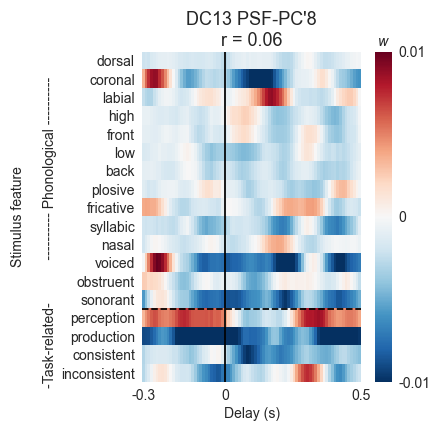 DC13 PSF-PC'8
r = 0.06
w
Stimulus feature
---------- Phonological ----------
-Task-related-
dorsal
coronal
labial
high
front
low
back
plosive
fricative
syllabic
nasal
voiced
obstruent
sonorant
perception
production
consistent
inconsistent
-0.3 0 0.5
Delay (s)
0.01
0
-0.01